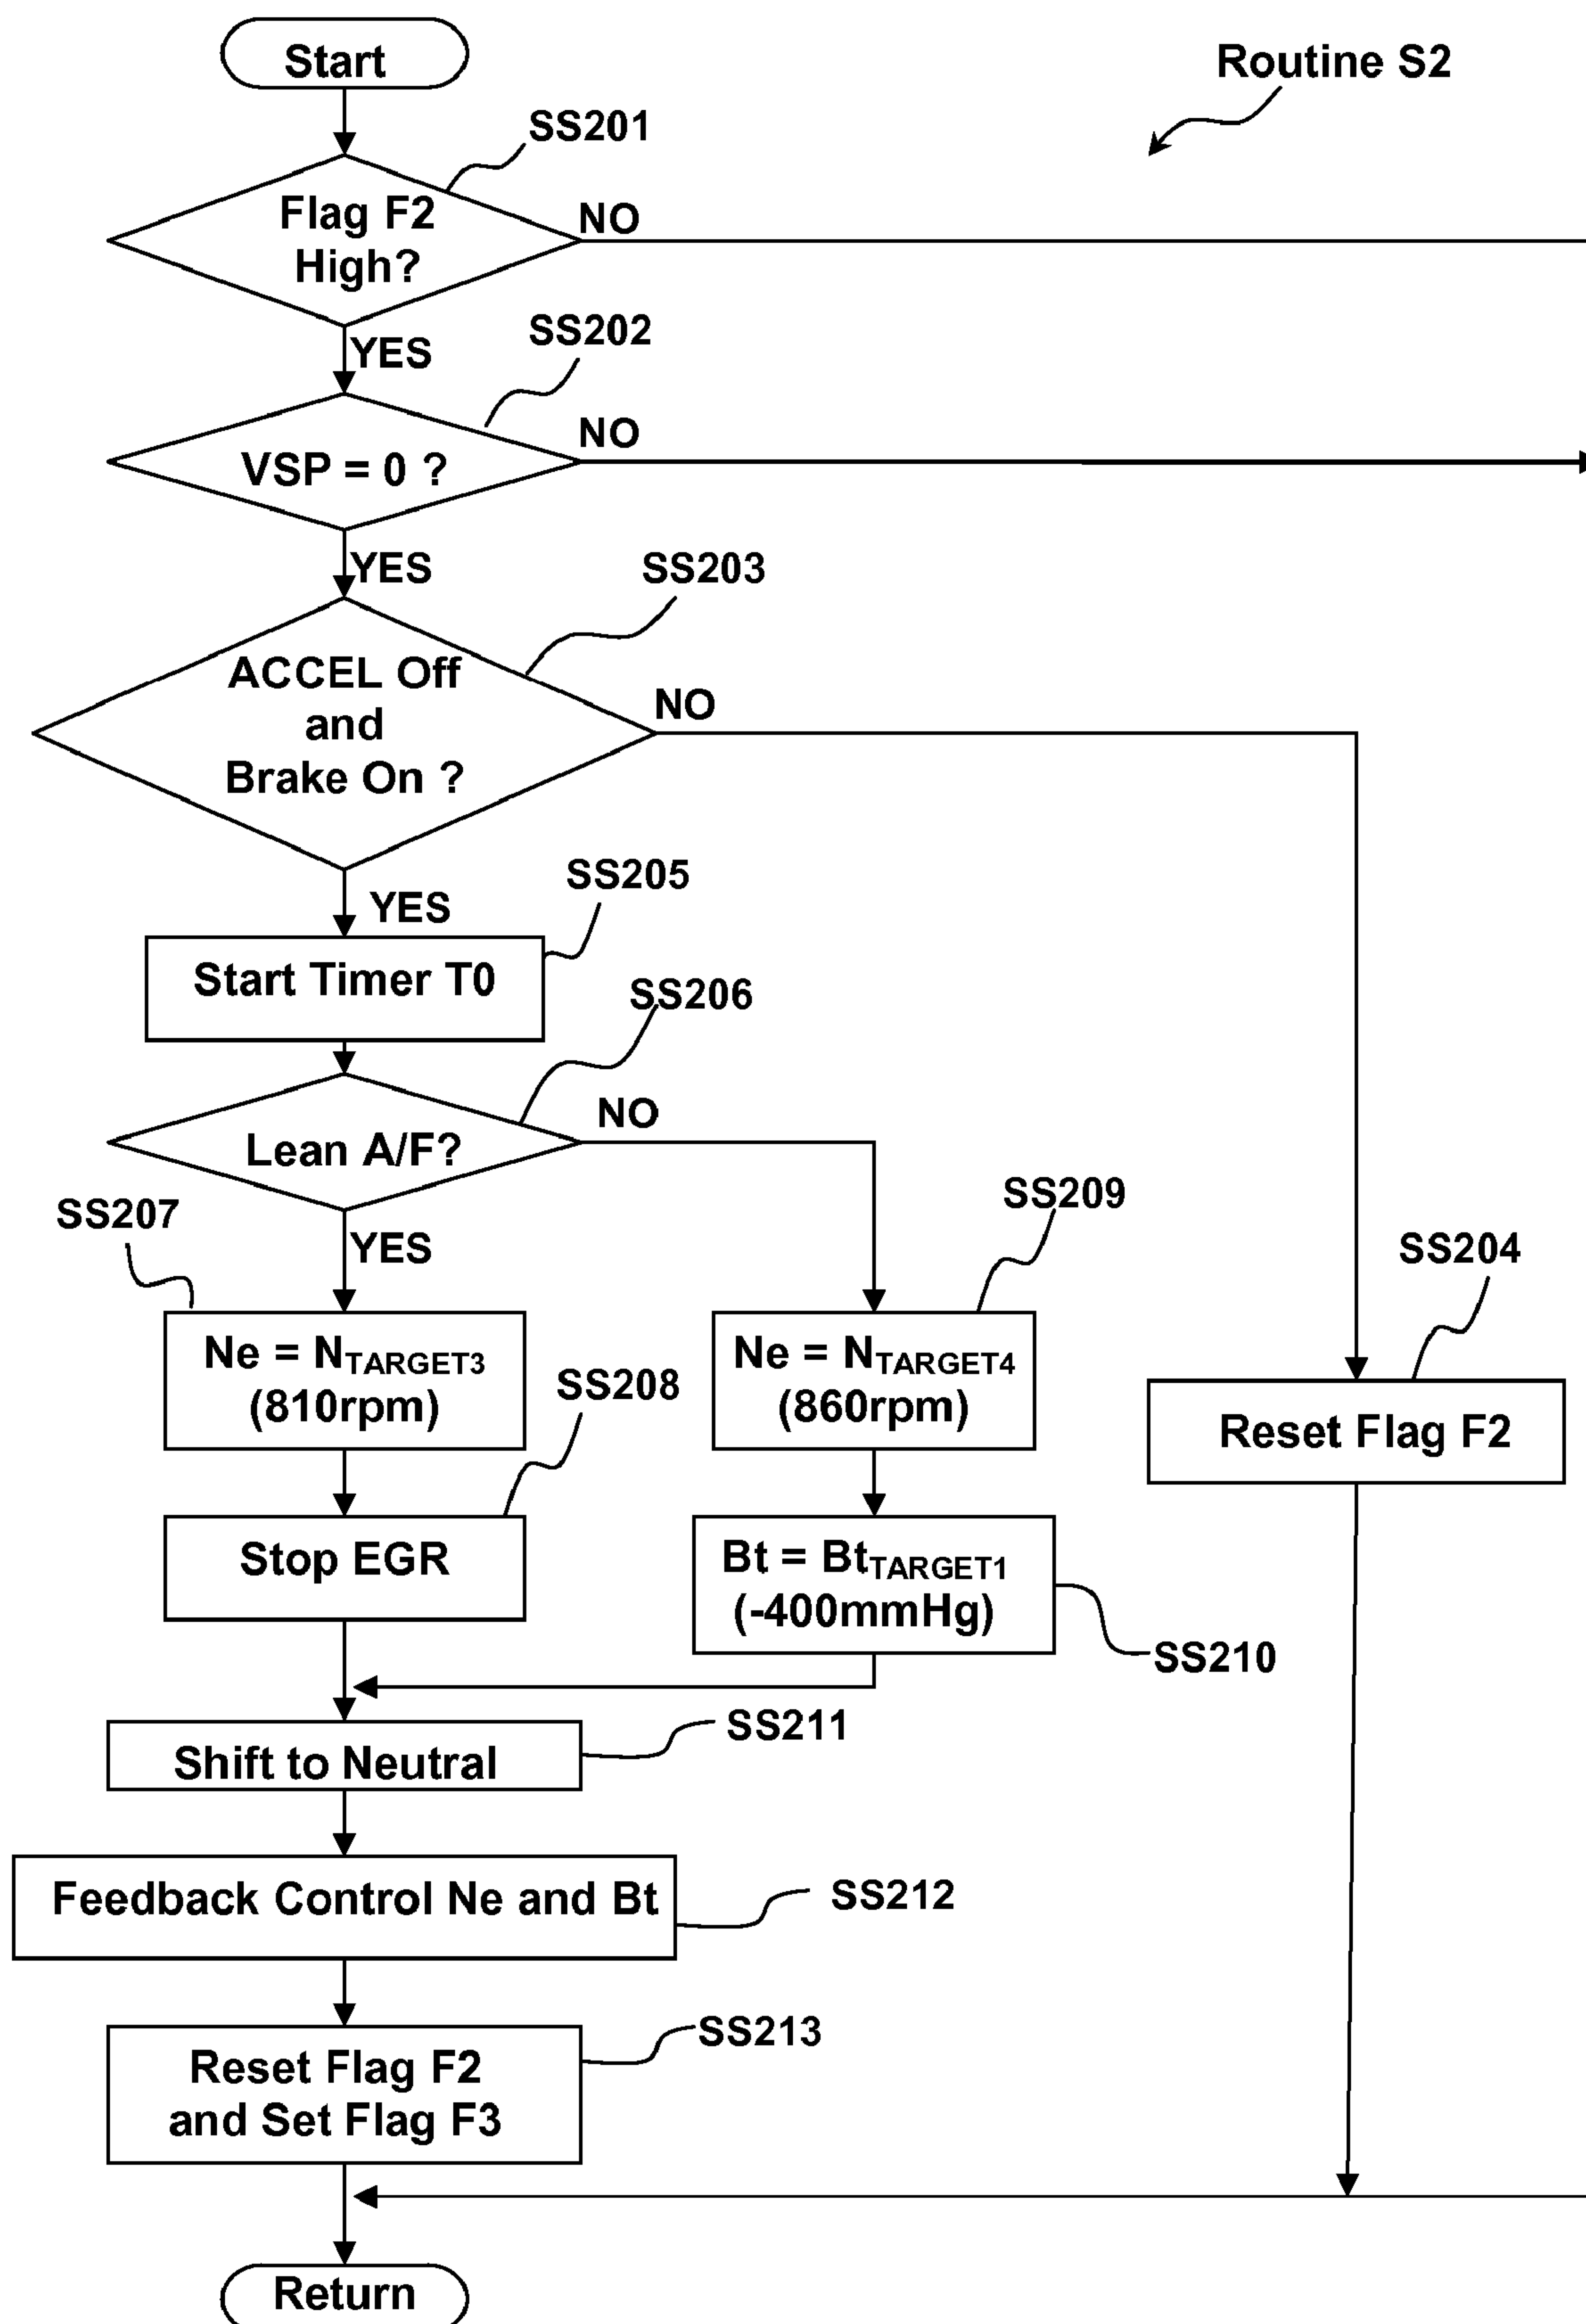 Start
Routine S2
SS201
Flag F2
High?
NO
YES
SS202
VSP = 0 ?
NO
YES
SS203
ACCEL Off
and
Brake On ?
NO
YES
SS205
Start Timer T0
SS206
Lean A/F?
NO
YES
SS207
Ne = NTARGET3
(810rpm)
SS209
Ne = NTARGET4
(860rpm)
SS204
Reset Flag F2
SS208
Stop EGR
Bt = BtTARGET1
(-400mmHg)
SS210
SS211
Shift to Neutral
Feedback Control Ne and Bt
SS212
SS213
Reset Flag F2
and Set Flag F3
Return